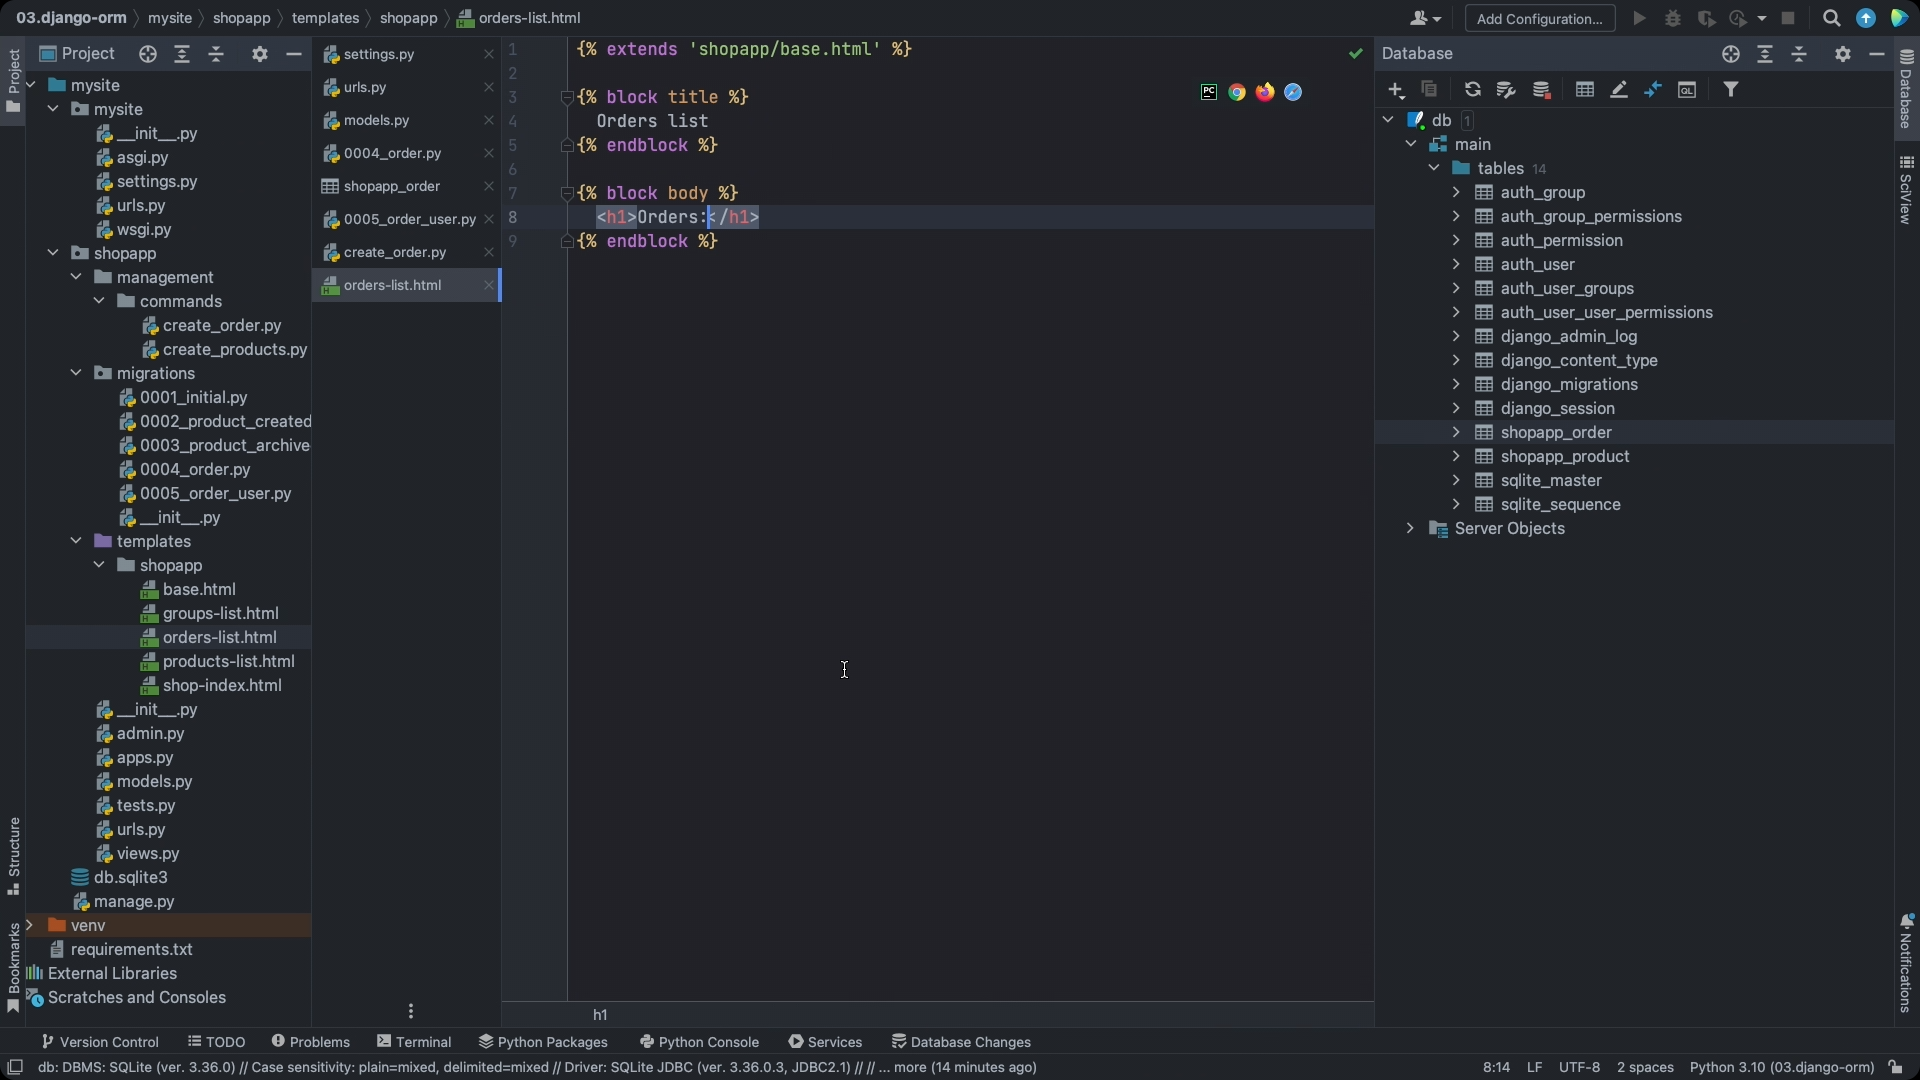 03.django-orm mysite shopapp templates shopapp orders-list.html
Add Configuration...
Project
Project
mysite
mysite
__init__.py
asgi.py
settings.py
urls.py
wsgi.py
shopapp
management
commands
create_order.py
create_products.py
migrations
0001_initial.py
0002_product_created
0003_product_archive
0004_order.py
0005_order_user.py
__init__.py
templates
shopapp
base.html
groups-list.html
orders-list.html
products-list.html
shop-index.html
__init__.py
admin.py
apps.py
models.py
tests.py
urls.py
views.py
db.sqlite3
manage.py
venv
requirements.txt
External Libraries
Scratches and Consoles
Structure
Bookmarks
settings.py
urls.py
models.py
0004_order.py
shopapp_order
0005_order_user.py
create_order.py
orders-list.html
1 {% extends 'shopapp/base.html' %}
2
3 {% block title %}
4 Orders list
5 {% endblock %}
6
7 {% block body %}
8 <h1>Orders:</h1>
9 {% endblock %}
PC
h1
Database
QL
db 1
main
tables 14
auth_group
auth_group_permissions
auth_permission
auth_user
auth_user_groups
auth_user_user_permissions
django_admin_log
django_content_type
django_migrations
django_session
shopapp_order
shopapp_product
sqlite_master
sqlite_sequence
Server Objects
Database
SciView
Notifications
Version Control TODO Problems Terminal Python Packages Python Console Services Database Changes
db: DBMS: SQLite (ver. 3.36.0) // Case sensitivity: plain=mixed, delimited=mixed // Driver: SQLite JDBC (ver. 3.36.0.3, JDBC2.1) // // ... more (14 minutes ago) 8:14 LF UTF-8 2 spaces Python 3.10 (03.django-orm)